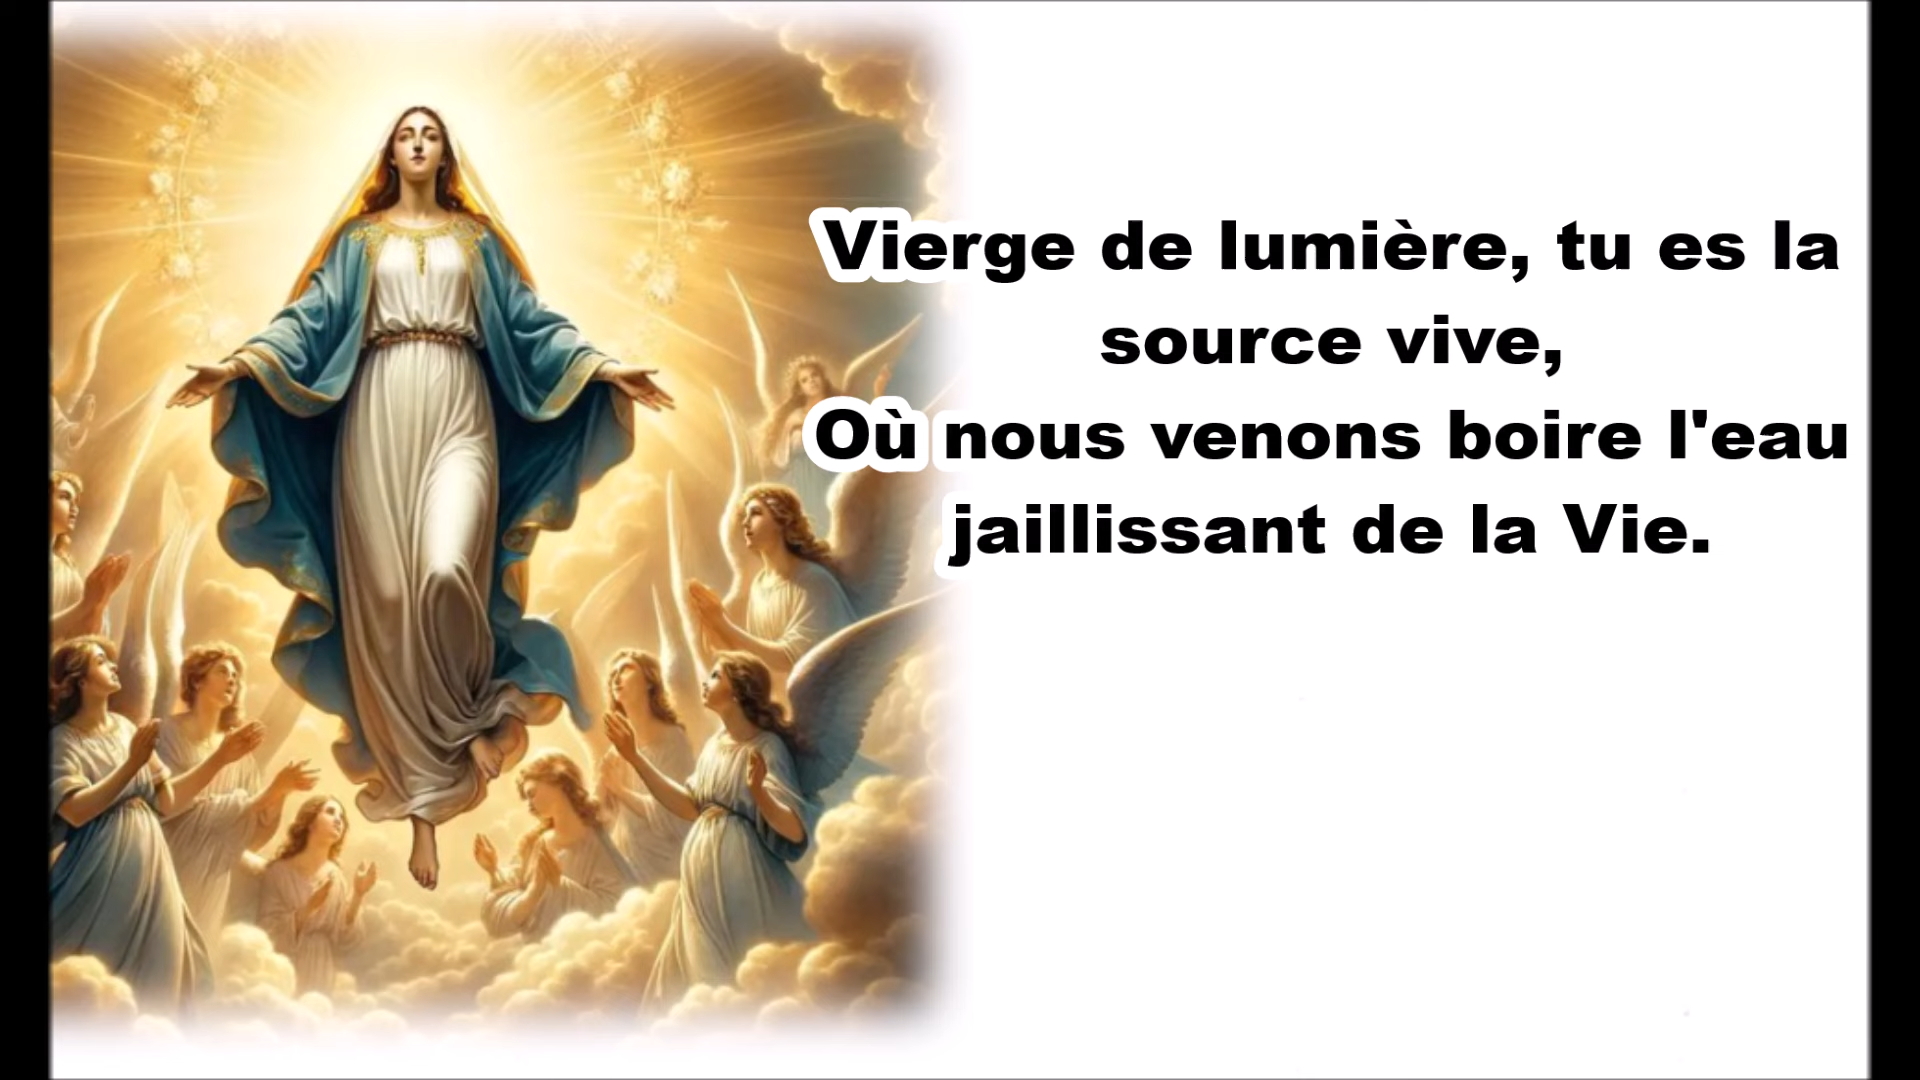 Vierge de lumière, tu es la
source vive,
Où nous venons boire l'eau
jaillissant de la Vie.